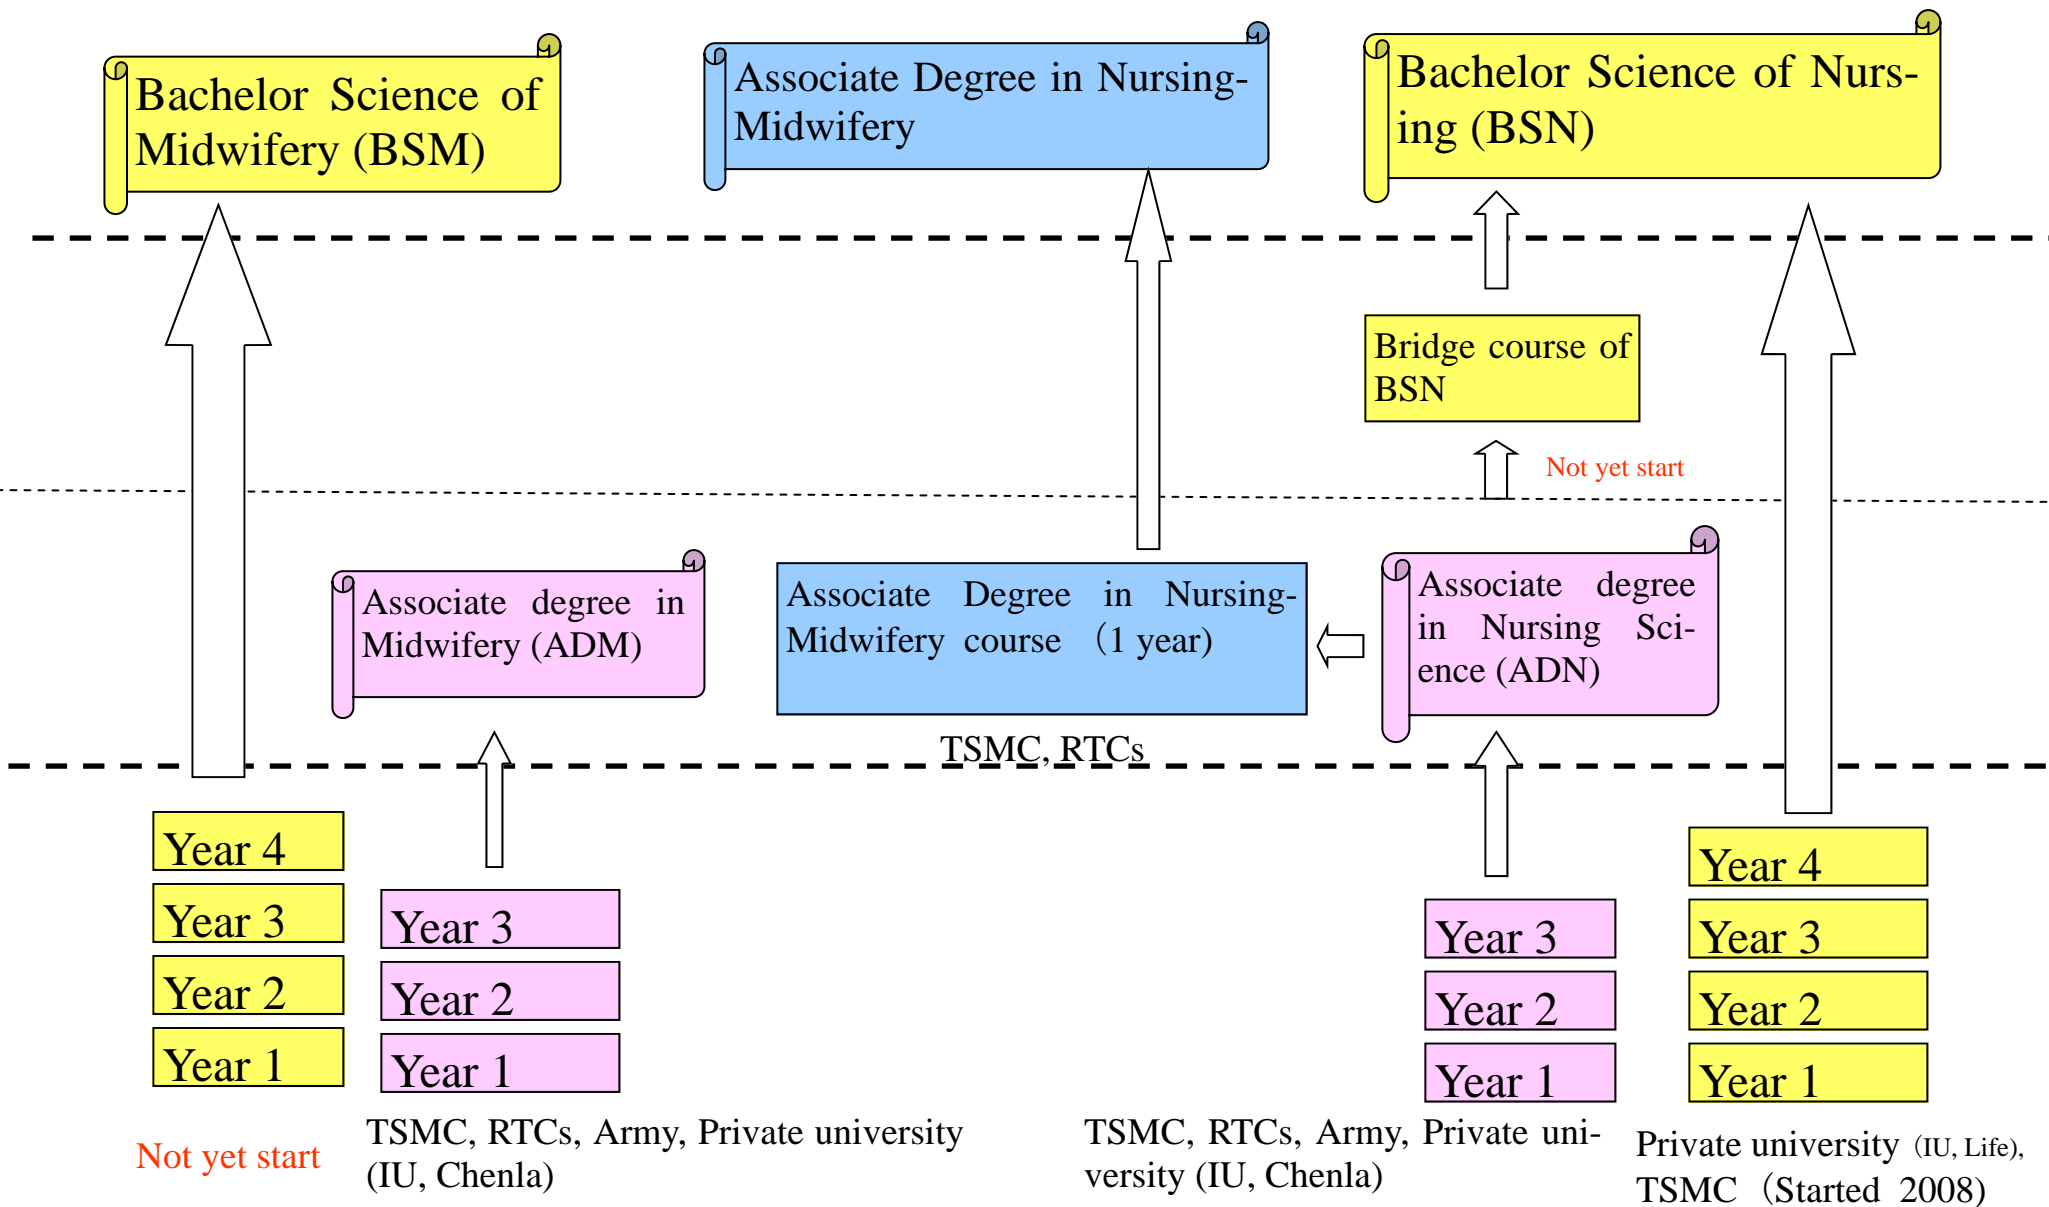 Bachelor Science of
Midwifery (BSM)
Associate Degree in Nursing-
Midwifery
Bachelor Science of Nurs-
ing (BSN)
Bridge course of
BSN
Not yet start
Associate degree in
Midwifery (ADM)
Associate Degree in Nursing-
Midwifery course （1 year)
TSMC, RTCs
Associate degree
in Nursing Sci-
ence (ADN)
Year 4
Year 3
Year 2
Year 1
Not yet start
Year 3
Year 2
Year 1
TSMC, RTCs, Army, Private university
(IU, Chenla)
Year 3
Year 2
Year 1
TSMC, RTCs, Army, Private uni-
versity (IU, Chenla)
Year 4
Year 3
Year 2
Year 1
Private university （IU, Life),
TSMC （Started 2008)